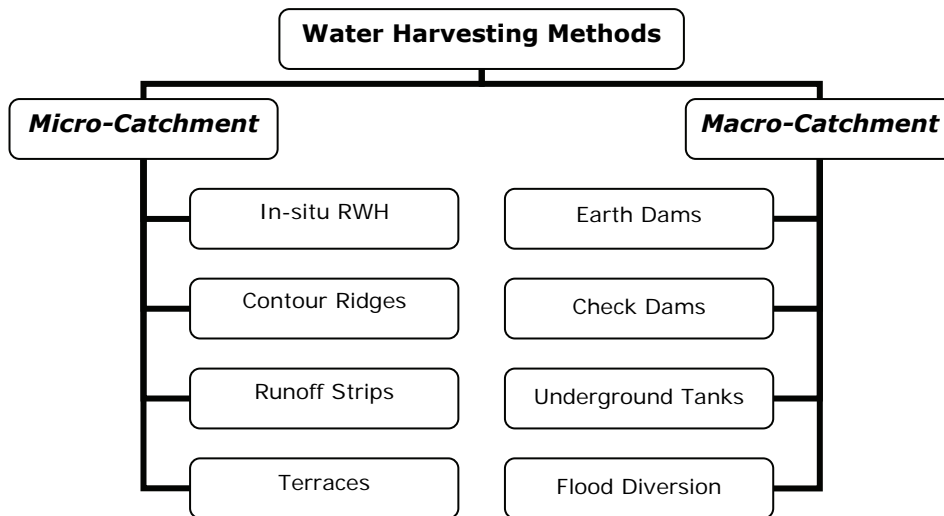 Water Harvesting Methods
Micro-Catchment
Macro-Catchment
In-situ RWH
Earth Dams
Contour Ridges
Check Dams
Runoff Strips
Underground Tanks
Terraces
Flood Diversion